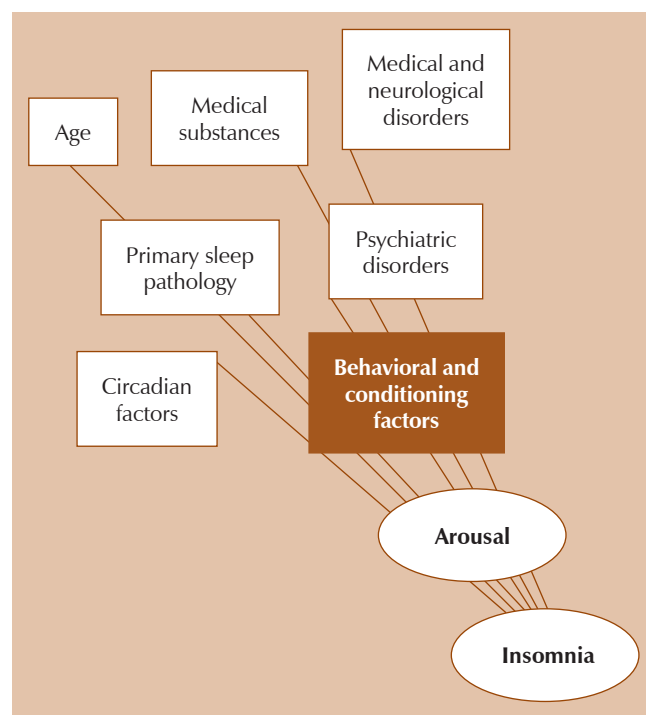 Age
Medical
substances
Medical and
neurological
disorders
Primary sleep
pathology
Psychiatric
disorders
Circadian
factors
Behavioral and
conditioning
factors
Arousal
Insomnia